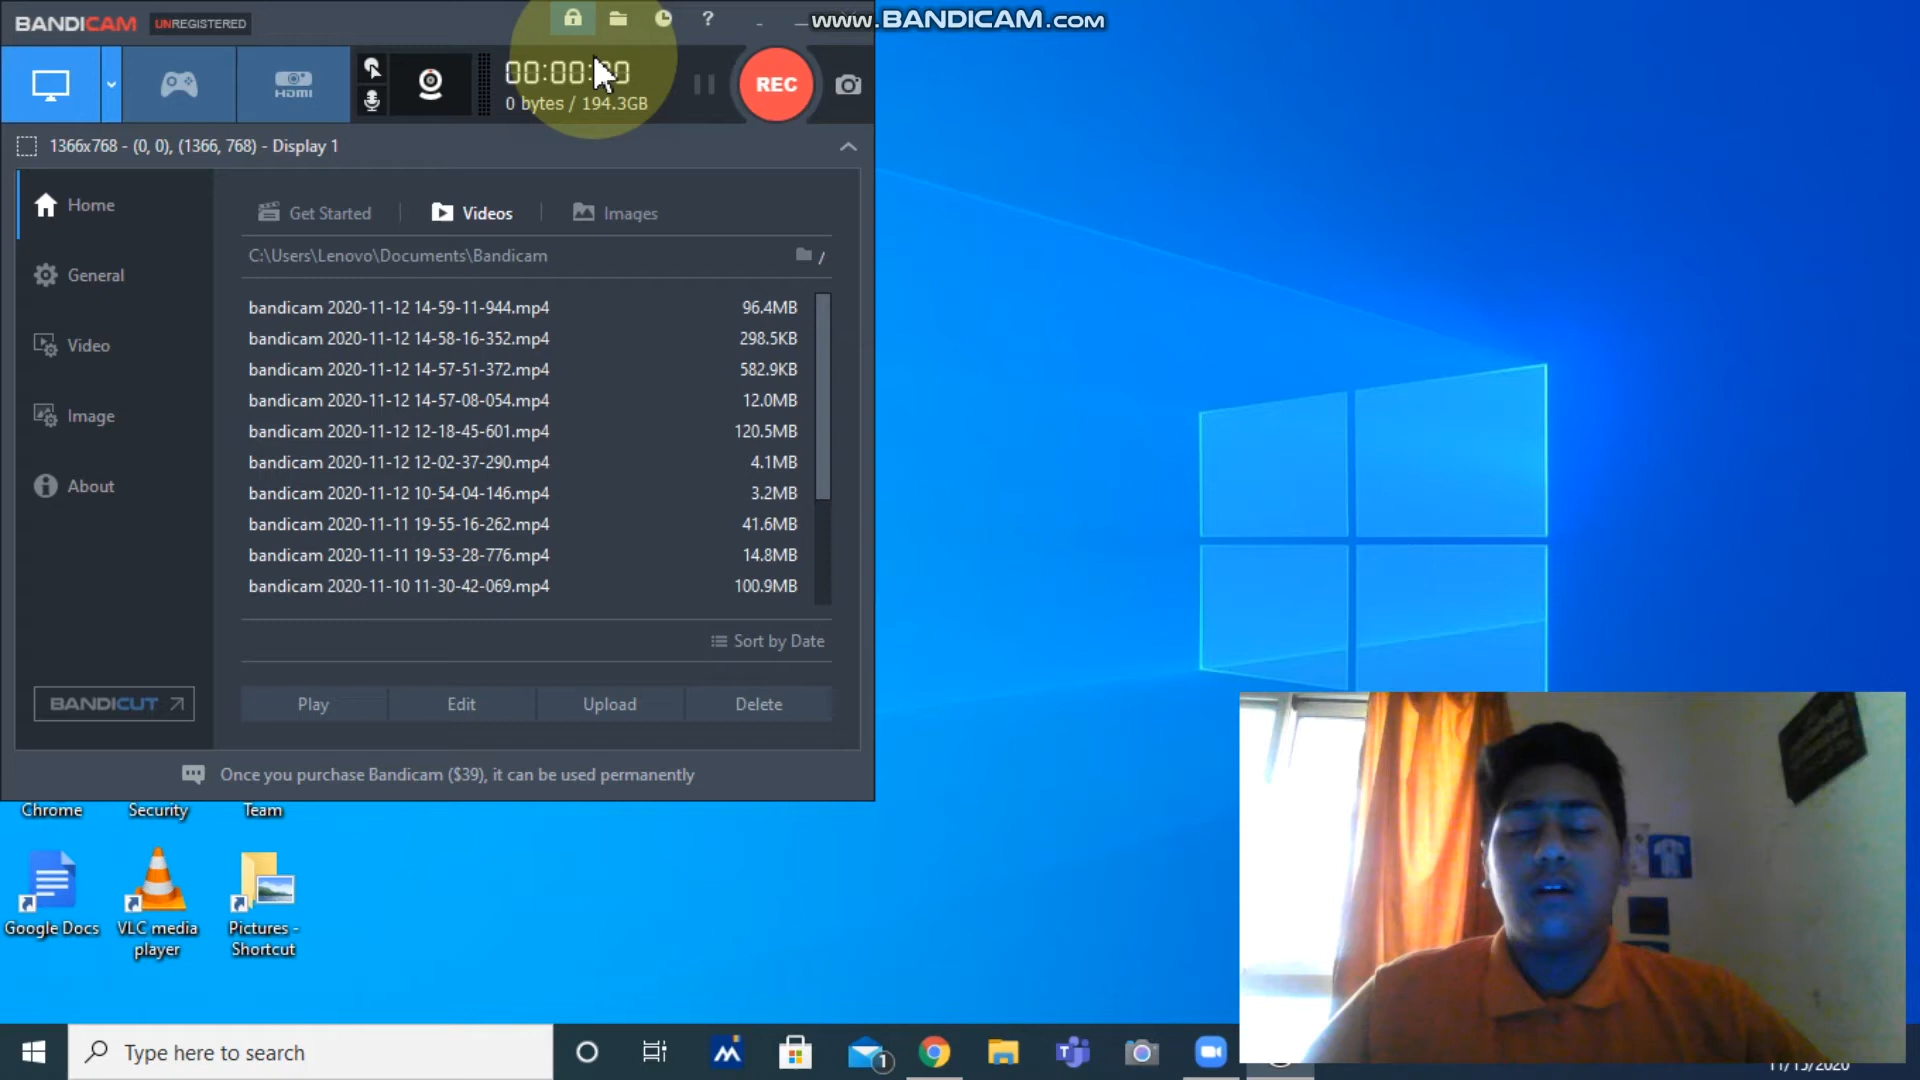 BANDICAM UNREGISTERED
www.BANDICAM.com
HDMI
00:00:00
0 bytes / 194.3GB
REC
1366x768 - (0, 0), (1366, 768) - Display 1
Home
General
Video
Image
About
BANDICUT
Get Started
Videos
Images
C:\Users\Lenovo\Documents\Bandicam
bandicam 2020-11-12 14-59-11-944.mp4 96.4MB
bandicam 2020-11-12 14-58-16-352.mp4 298.5KB
bandicam 2020-11-12 14-57-51-372.mp4 582.9KB
bandicam 2020-11-12 14-57-08-054.mp4 12.0MB
bandicam 2020-11-12 12-18-45-601.mp4 120.5MB
bandicam 2020-11-12 12-02-37-290.mp4 4.1MB
bandicam 2020-11-12 10-54-04-146.mp4 3.2MB
bandicam 2020-11-11 19-55-16-262.mp4 41.6MB
bandicam 2020-11-11 19-53-28-776.mp4 14.8MB
bandicam 2020-11-10 11-30-42-069.mp4 100.9MB
Sort by Date
Play Edit Upload Delete
Once you purchase Bandicam ($39), it can be used permanently
Chrome
Security
Team
Google Docs
VLC media
player
Pictures -
Shortcut
Type here to search
1